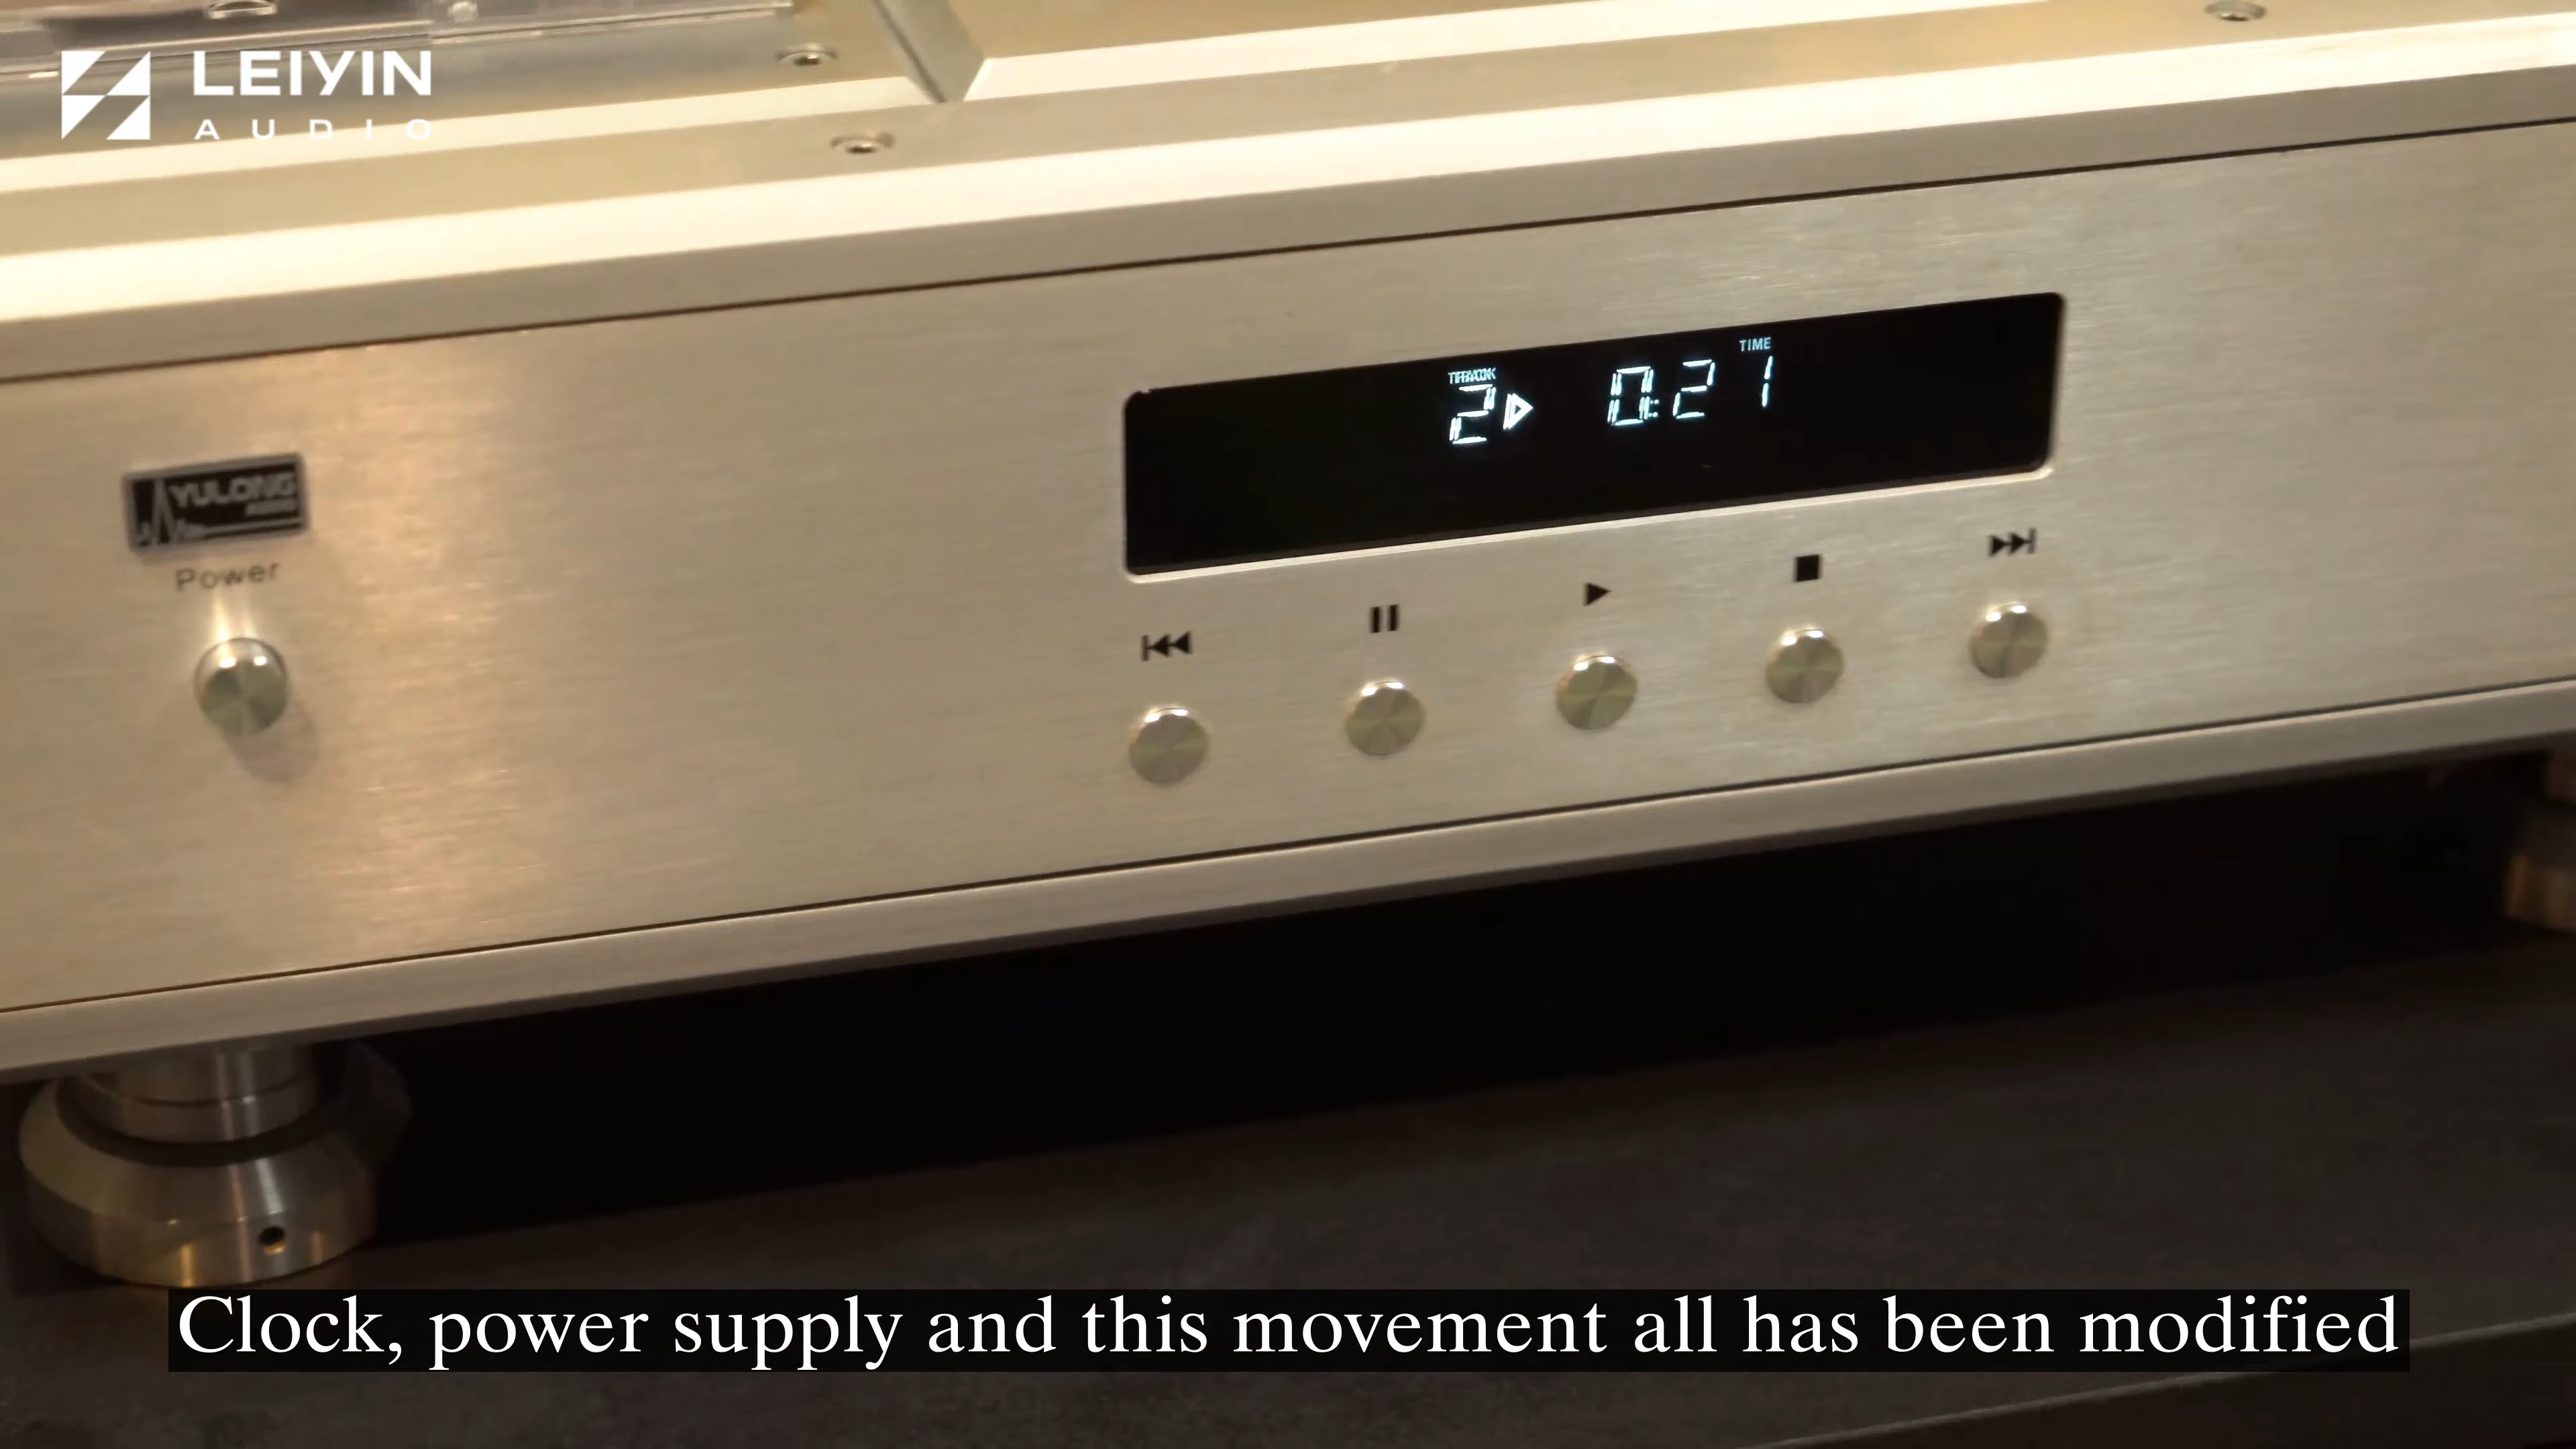 LEIYIN
AUDIO
TRACK
TIME
2 0:21
YULONG
AUDIO
Power
Clock, power supply and this movement all has been modified